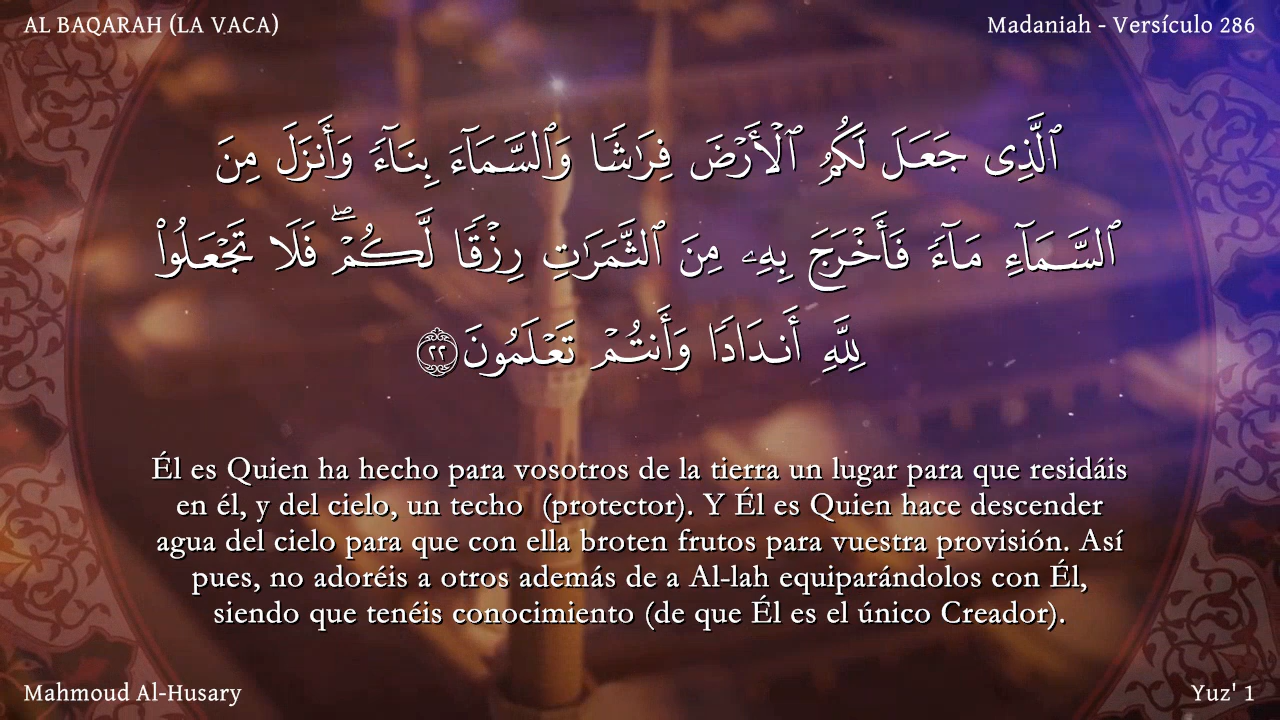 AL BAQARAH (LA VACA)
Madaniah - Versículo 286
ٱلَّذِى جَعَلَ لَكُمُ ٱلْأَرْضَ فِرَٰشًا وَٱلسَّمَآءَ بِنَآءً وَأَنزَلَ مِنَ
ٱلسَّمَآءِ مَآءً فَأَخْرَجَ بِهِۦ مِنَ ٱلثَّمَرَٰتِ رِزْقًا لَّكُمْ ۖ فَلَا تَجْعَلُوا۟
لِلَّهِ أَندَادًا وَأَنتُمْ تَعْلَمُونَ ٢٢
Él es Quien ha hecho para vosotros de la tierra un lugar para que residáis
en él, y del cielo, un techo  (protector). Y Él es Quien hace descender
agua del cielo para que con ella broten frutos para vuestra provisión. Así
pues, no adoréis a otros además de a Al-lah equiparándolos con Él,
siendo que tenéis conocimiento (de que Él es el único Creador).
Mahmoud Al-Husary
Yuz' 1